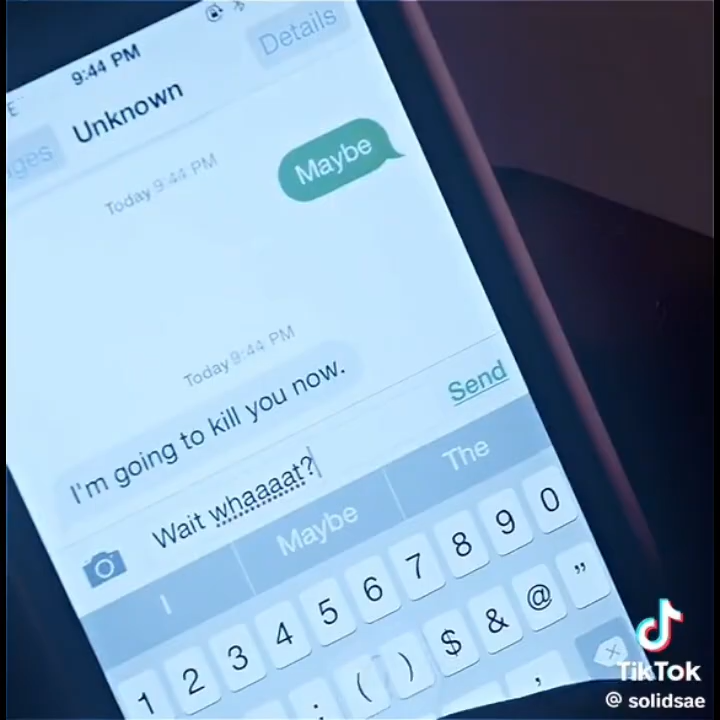 9:44 PM
Details
Unknown
Maybe
Today 9:44 PM
Today 9:44 PM
I'm going to kill you now.
Send
Wait whaaaat?
I
Maybe
The
1 2 3 4 5 6 7 8 9 0
: ( ) $ & @ "
,
TikTok
@ solidsae